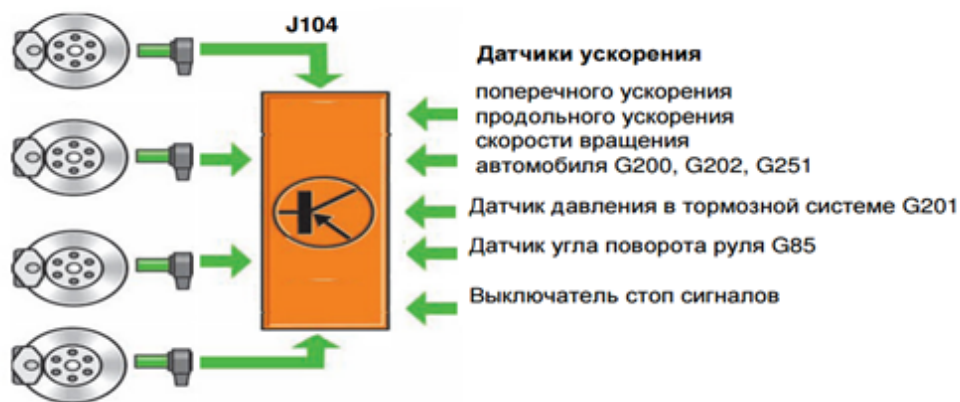 J104
Датчики ускорения
поперечного ускорения
продольного ускорения
скорости вращения
автомобиля G200, G202, G251
Датчик давления в тормозной системе G201
Датчик угла поворота руля G85
Выключатель стоп сигналов